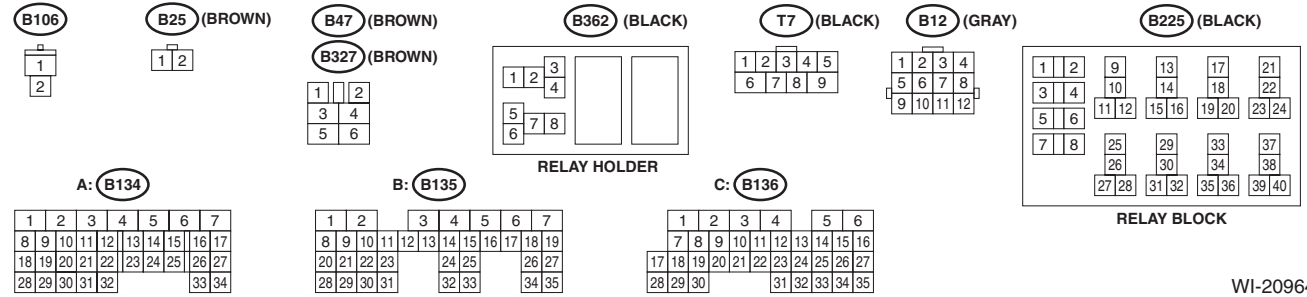 B106 B25 (BROWN) B47 (BROWN) B362 (BLACK) T7 (BLACK) B12 (GRAY) B225 (BLACK)
B327 (BROWN)
1
2
1 2
1 2
3 4
5 6
1 2 3
4
5 7 8
6
RELAY HOLDER
1 2 3 4 5
6 7 8 9
1 2 3 4
5 6 7 8
9 10 11 12
1 2 9 13 17 21
3 4 10 14 18 22
11 12 15 16 19 20 23 24
5 6
7 8 25 29 33 37
26 30 34 38
27 28 31 32 35 36 39 40
RELAY BLOCK
A: B134
1 2 3 4 5 6 7
8 9 10 11 12 13 14 15 16 17
18 19 20 21 22 23 24 25 26 27
28 29 30 31 32 33 34
B: B135
1 2 3 4 5 6 7
8 9 10 11 12 13 14 15 16 17 18 19
20 21 22 23 24 25 26 27
28 29 30 31 32 33 34 35
C: B136
1 2 3 4 5 6
7 8 9 10 11 12 13 14 15 16
17 18 19 20 21 22 23 24 25 26 27
28 29 30 31 32 33 34 35